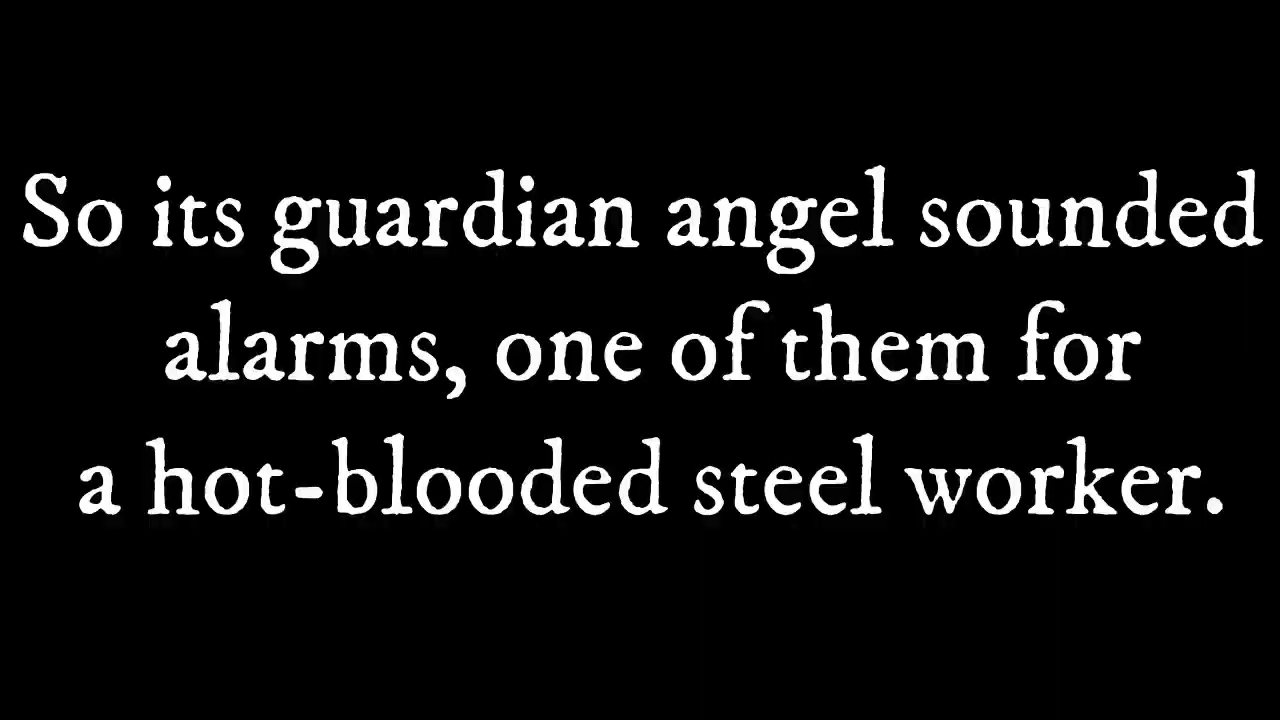 So its guardian angel sounded
alarms, one of them for
a hot-blooded steel worker.